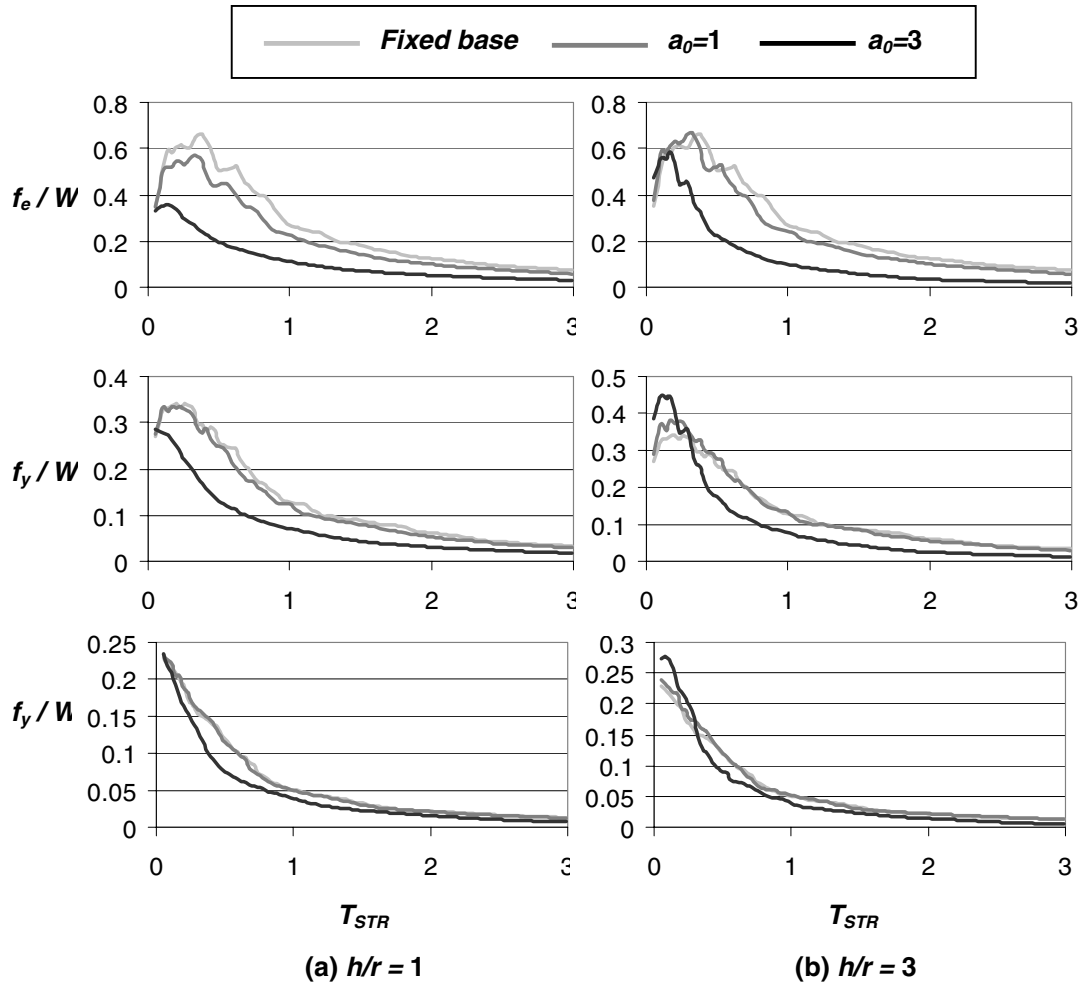 Fixed base a0=1 a0=3
0.8 0.8
0.6 0.6
fe / W 0.4 0.4
0.2 0.2
0 0
0 1 2 3 0 1 2 3
0.4 0.5
0.3 0.4
fy / W 0.2 0.3
0.1 0.2
0 0.1
0
0 1 2 3 0 1 2 3
0.25 0.3
0.2 0.25
fy / W 0.15 0.2
0.1 0.15
0.05 0.1
0 0.05
0
0 1 2 3 0 1 2 3
TSTR TSTR
(a) h/r = 1 (b) h/r = 3